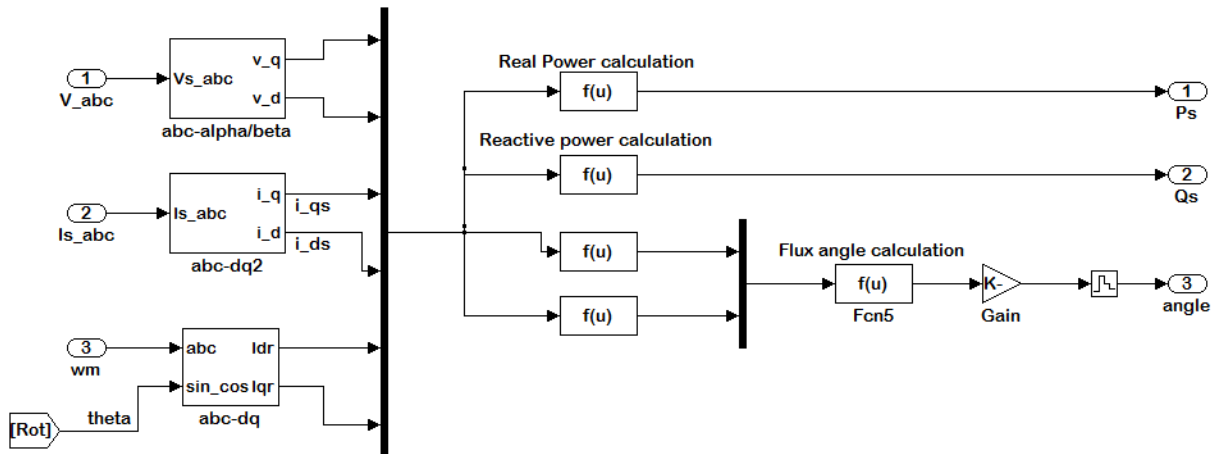 1
V_abc
Vs_abc
v_q
v_d
abc-alpha/beta
2
Is_abc
Is_abc
i_q
i_d
i_qs
i_ds
abc-dq2
3
wm
abc
sin_cos
Idr
Iqr
abc-dq
[Rot]
theta
Real Power calculation
f(u)
1
Ps
Reactive power calculation
f(u)
2
Qs
f(u)
f(u)
Flux angle calculation
f(u)
Fcn5
K-
Gain
3
angle